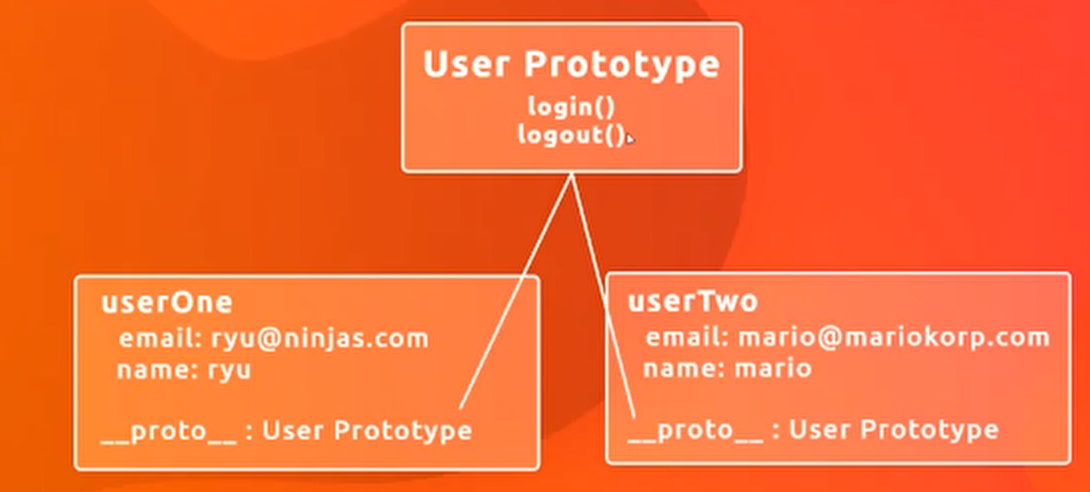 User Prototype
login()
logout()
userOne
email: ryu@ninjas.com
name: ryu
__proto__ : User Prototype
userTwo
email: mario@mariokorp.com
name: mario
__proto__ : User Prototype